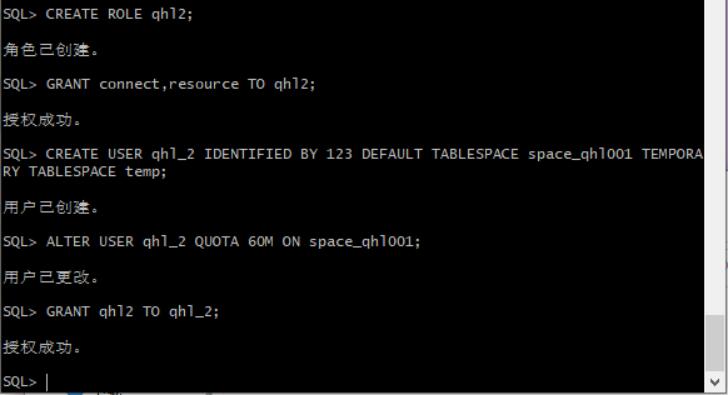 SQL> CREATE ROLE qhl2;
角色已创建。
SQL> GRANT connect,resource TO qhl2;
授权成功。
SQL> CREATE USER qhl_2 IDENTIFIED BY 123 DEFAULT TABLESPACE space_qhl001 TEMPORA
RY TABLESPACE temp;
用户已创建。
SQL> ALTER USER qhl_2 QUOTA 60M ON space_qhl001;
用户已更改。
SQL> GRANT qhl2 TO qhl_2;
授权成功。
SQL>